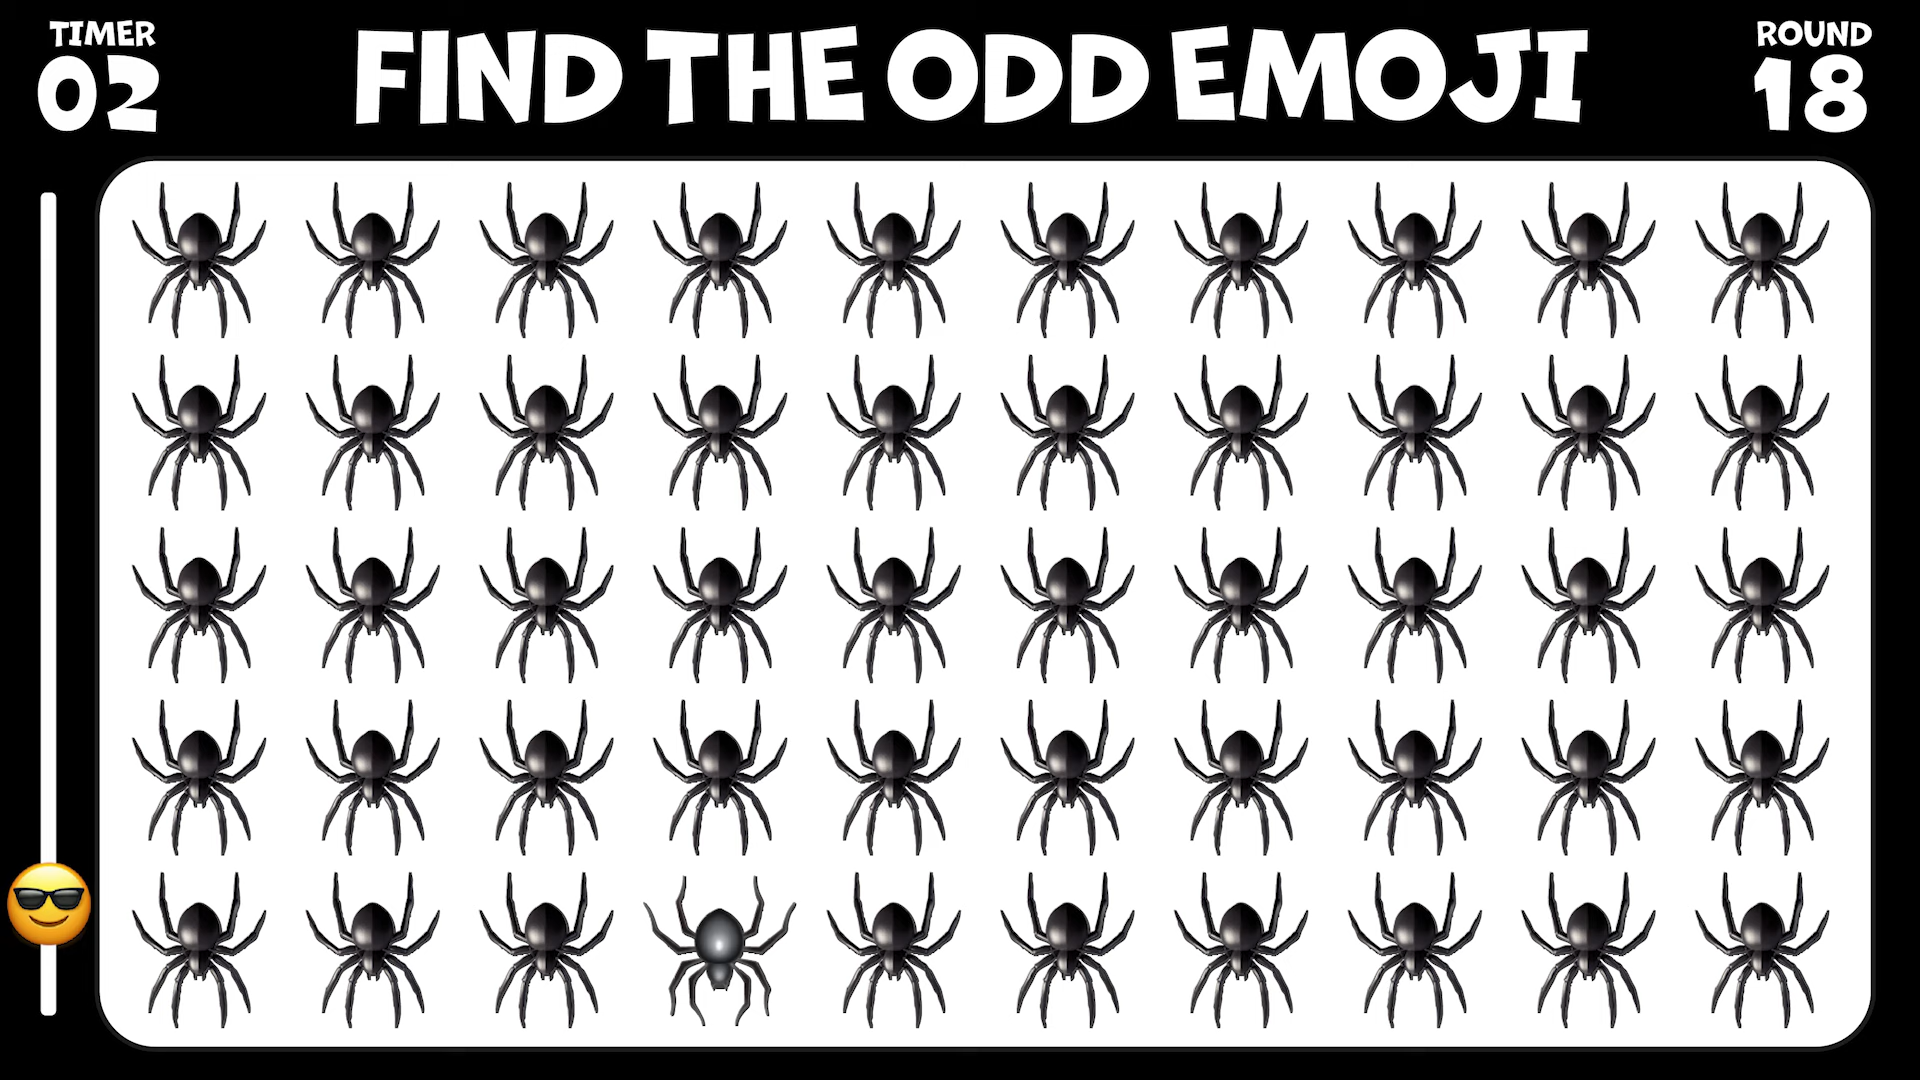 TIMER
02
FIND THE ODD EMOJI
ROUND
18